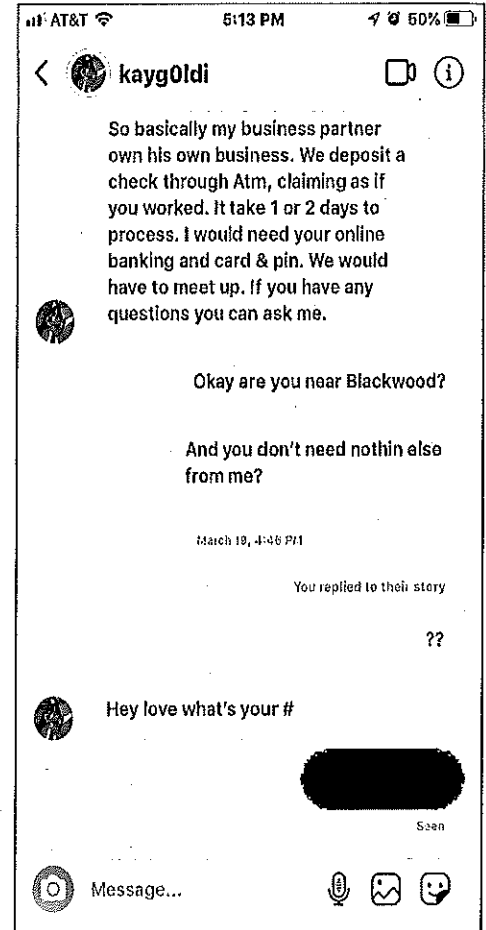 AT&T 5:13 PM 50%
kayg0ldi
So basically my business partner
own his own business. We deposit a
check through Atm, claiming as if
you worked. It take 1 or 2 days to
process. I would need your online
banking and card & pin. We would
have to meet up. If you have any
questions you can ask me.
Okay are you near Blackwood?
And you don't need nothin else
from me?
March 19, 4:46 PM
You replied to their story
??
Hey love what's your #
Seen
Message...